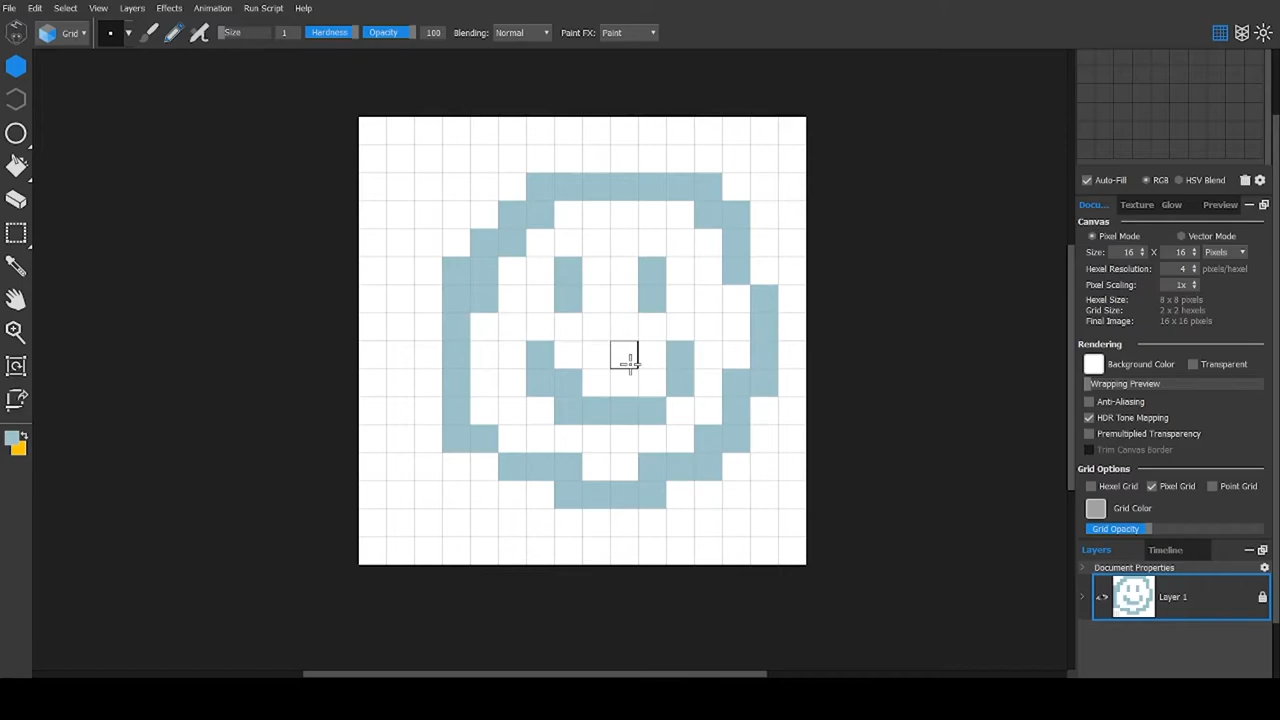 File Edit Select View Layers Effects Animation Run Script Help
Grid Size 1 Hardness Opacity 100 Blending: Normal Paint FX: Paint
Auto-Fill RGB HSV Blend
Docu... Texture Glow Preview
Canvas
Pixel Mode Vector Mode
Size: 16 X 16 Pixels
Hexel Resolution: 4 pixels/hexel
Pixel Scaling: 1x
Hexel Size: 8 x 8 pixels
Grid Size: 2 x 2 hexels
Final Image: 16 x 16 pixels
Rendering
Background Color Transparent
Wrapping Preview
Anti-Aliasing
HDR Tone Mapping
Premultiplied Transparency
Trim Canvas Border
Grid Options
Hexel Grid Pixel Grid Point Grid
Grid Color
Grid Opacity
Layers Timeline
Document Properties
Layer 1